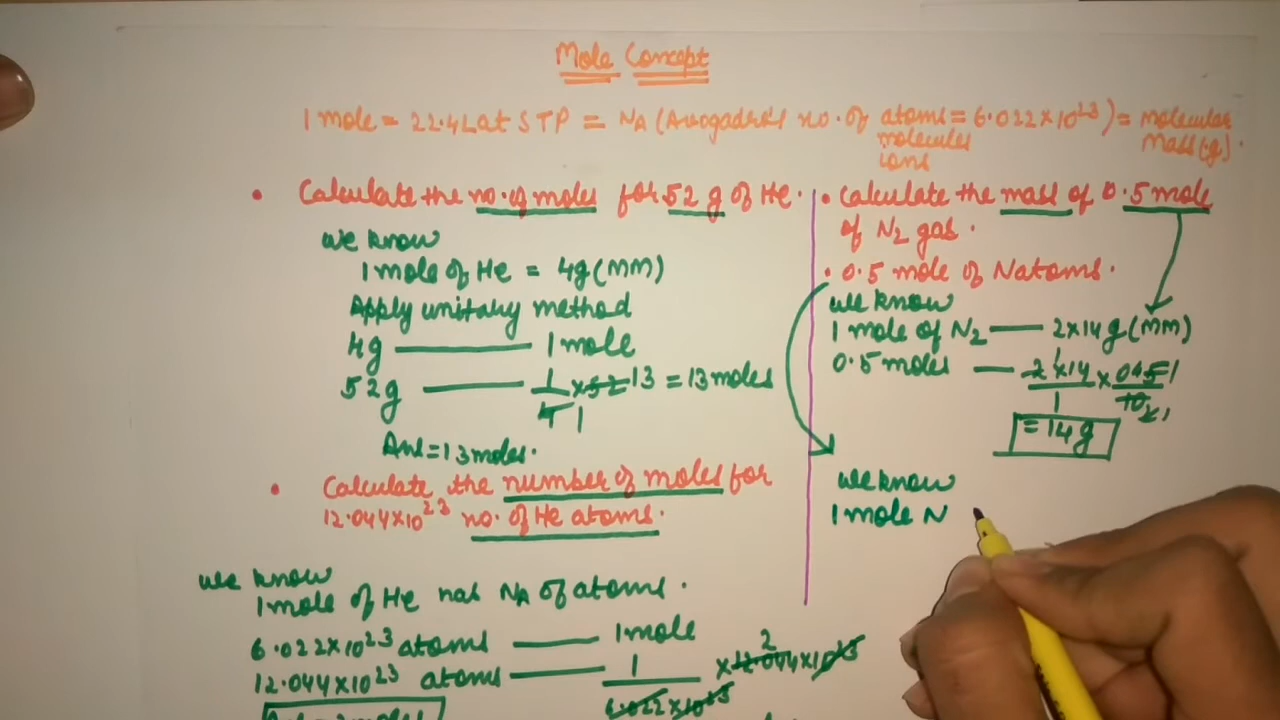 Mole Concept
1 mole = 22.4L at STP = NA (Avogadro's no. of atoms = 6.022×10²³) = molecular
molecules Mass (g).
ions
• Calculate the no. of moles for 52 g of He.
we know
1 mole of He = 4g (MM)
Apply unitary method
4g — 1 mole
52g — 1/4 × 52 13 = 13 moles
1
Ans = 13 moles.
• Calculate the number of moles for
12.044×10²³ no. of He atoms.
we know
1 mole of He has NA of atoms.
6.022×10²³ atoms — 1 mole
12.044×10²³ atoms — 1 × 12.044×10²³
2
6.022×10²³
• Calculate the mass of 0.5 mole
of N₂ gas.
• 0.5 mole of N atoms.
we know
1 mole of N₂ — 2×14 g (MM)
0.5 moles — 2×14/1 × 05/10
= 14 g
we know
1 mole N